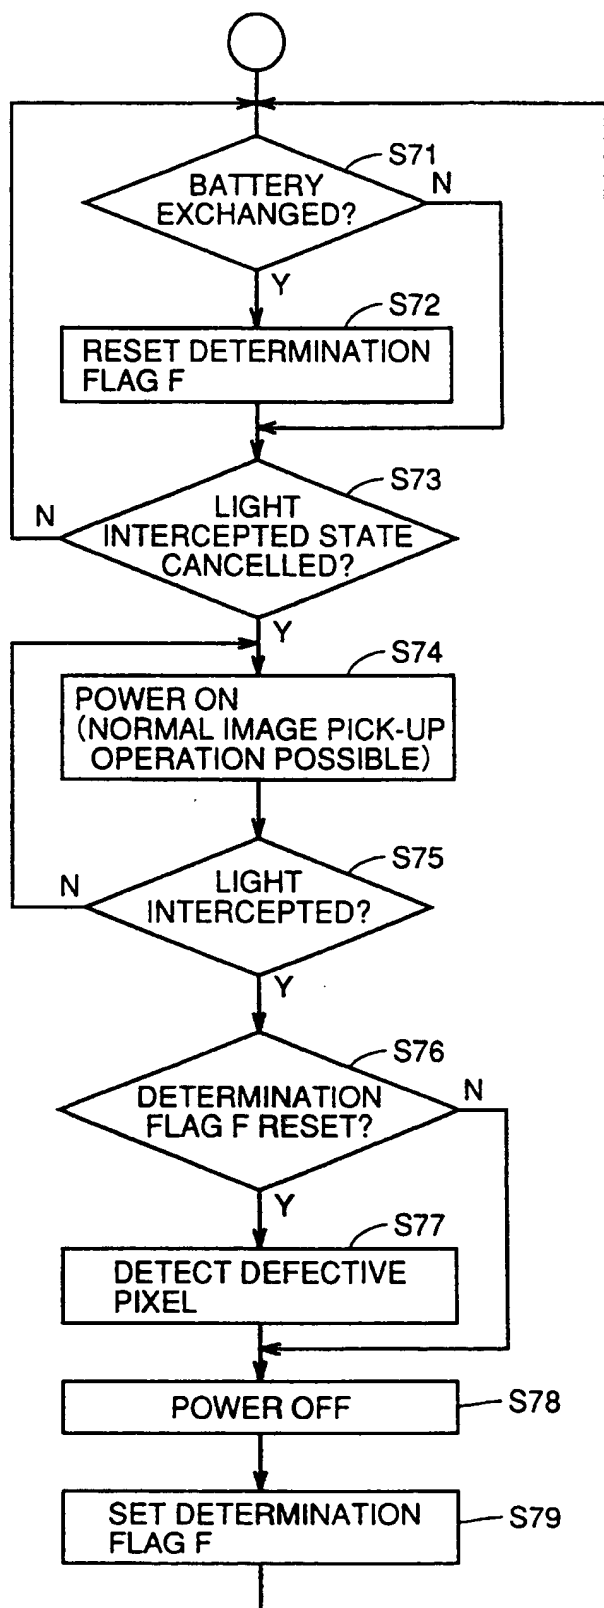 S71
BATTERY
EXCHANGED?
N
Y
S72
RESET DETERMINATION
FLAG F
S73
LIGHT
INTERCEPTED STATE
CANCELLED?
N
Y
S74
POWER ON
(NORMAL IMAGE PICK-UP
OPERATION POSSIBLE)
S75
LIGHT
INTERCEPTED?
N
Y
S76
DETERMINATION
FLAG F RESET?
N
Y
S77
DETECT DEFECTIVE
PIXEL
POWER OFF
S78
SET DETERMINATION
FLAG F
S79